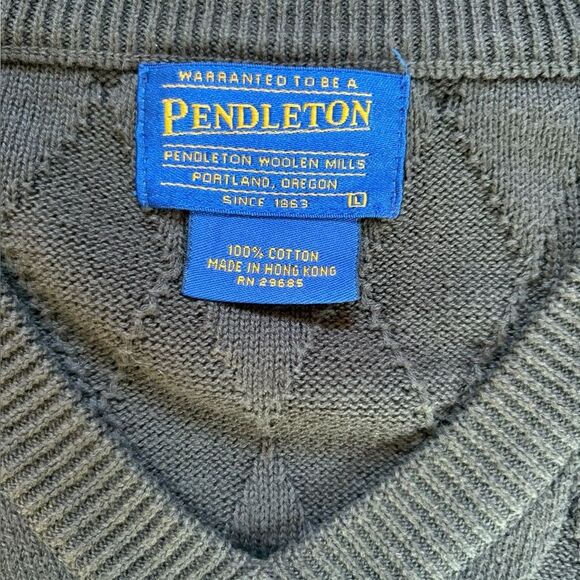 WARRANTED TO BE A
PENDLETON
PENDLETON WOOLEN MILLS
PORTLAND, OREGON
SINCE 1863 L
100% COTTON
MADE IN HONG KONG
RN 29685